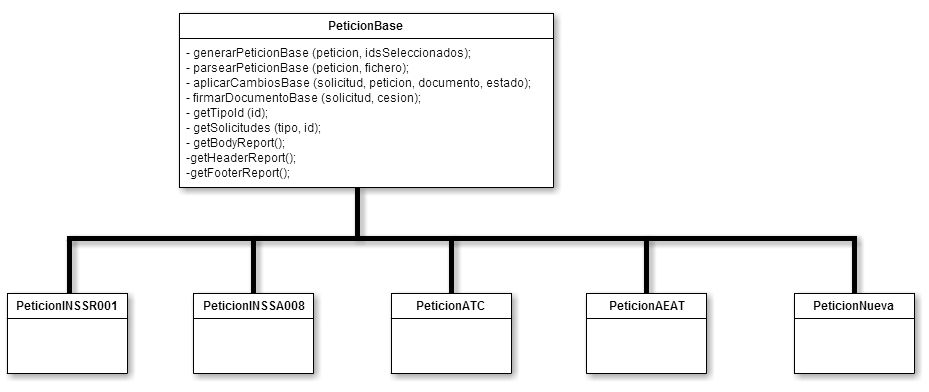 PeticionBase
- generarPeticionBase (peticion, idsSeleccionados);
- parsearPeticionBase (peticion, fichero);
- aplicarCambiosBase (solicitud, peticion, documento, estado);
- firmarDocumentoBase (solicitud, cesion);
- getTipoId (id);
- getSolicitudes (tipo, id);
- getBodyReport();
-getHeaderReport();
-getFooterReport();
PeticionINSSR001
PeticionINSSA008
PeticionATC
PeticionAEAT
PeticionNueva